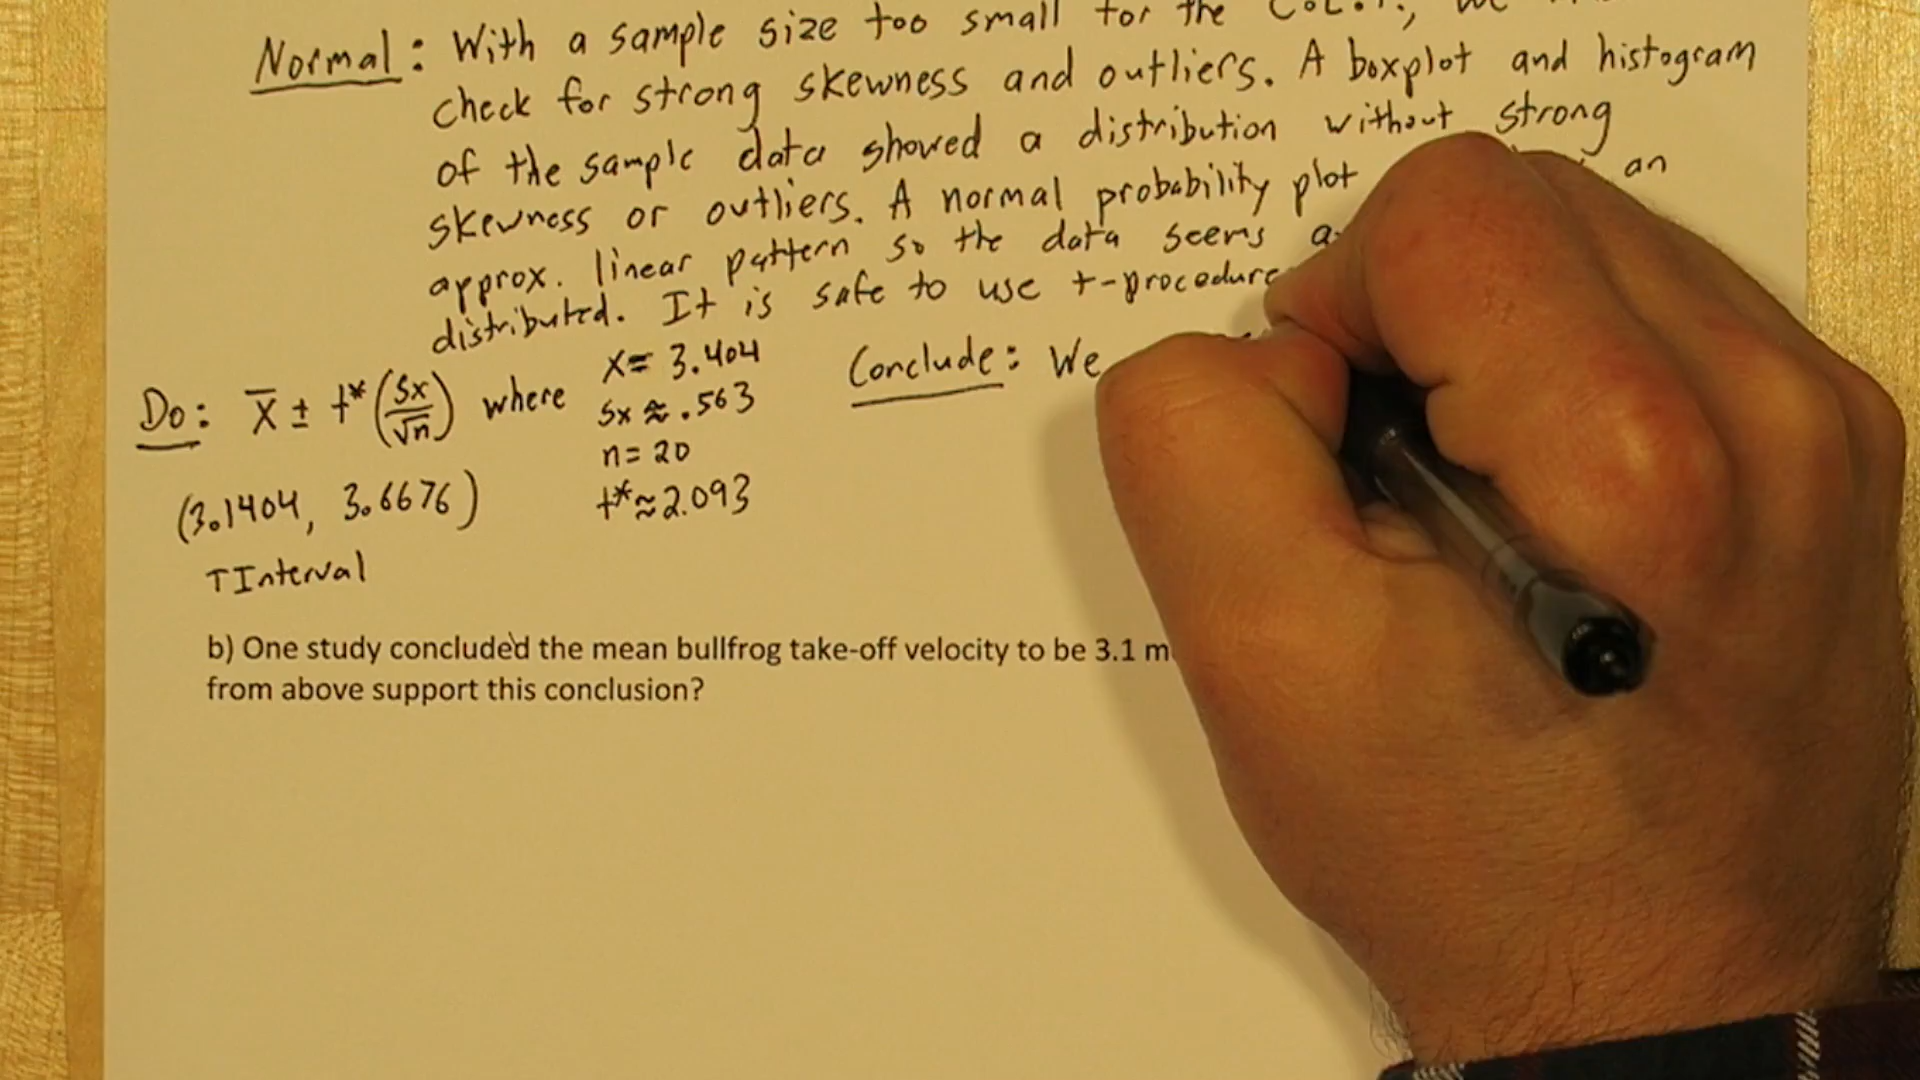 Normal: With a sample size too small for the C.L.T., we
check for strong skewness and outliers. A boxplot and histogram
of the sample data showed a distribution without strong
skewness or outliers. A normal probability plot an
approx. linear pattern so the data seems
distributed. It is safe to use t-procedure
Do: x̄ ± t*(Sx/√n) where
x = 3.404
Sx ≈ .563
n = 20
t* ≈ 2.093
(3.1404, 3.6676)
TInterval
Conclude: We
b) One study concluded the mean bullfrog take-off velocity to be 3.1
from above support this conclusion?